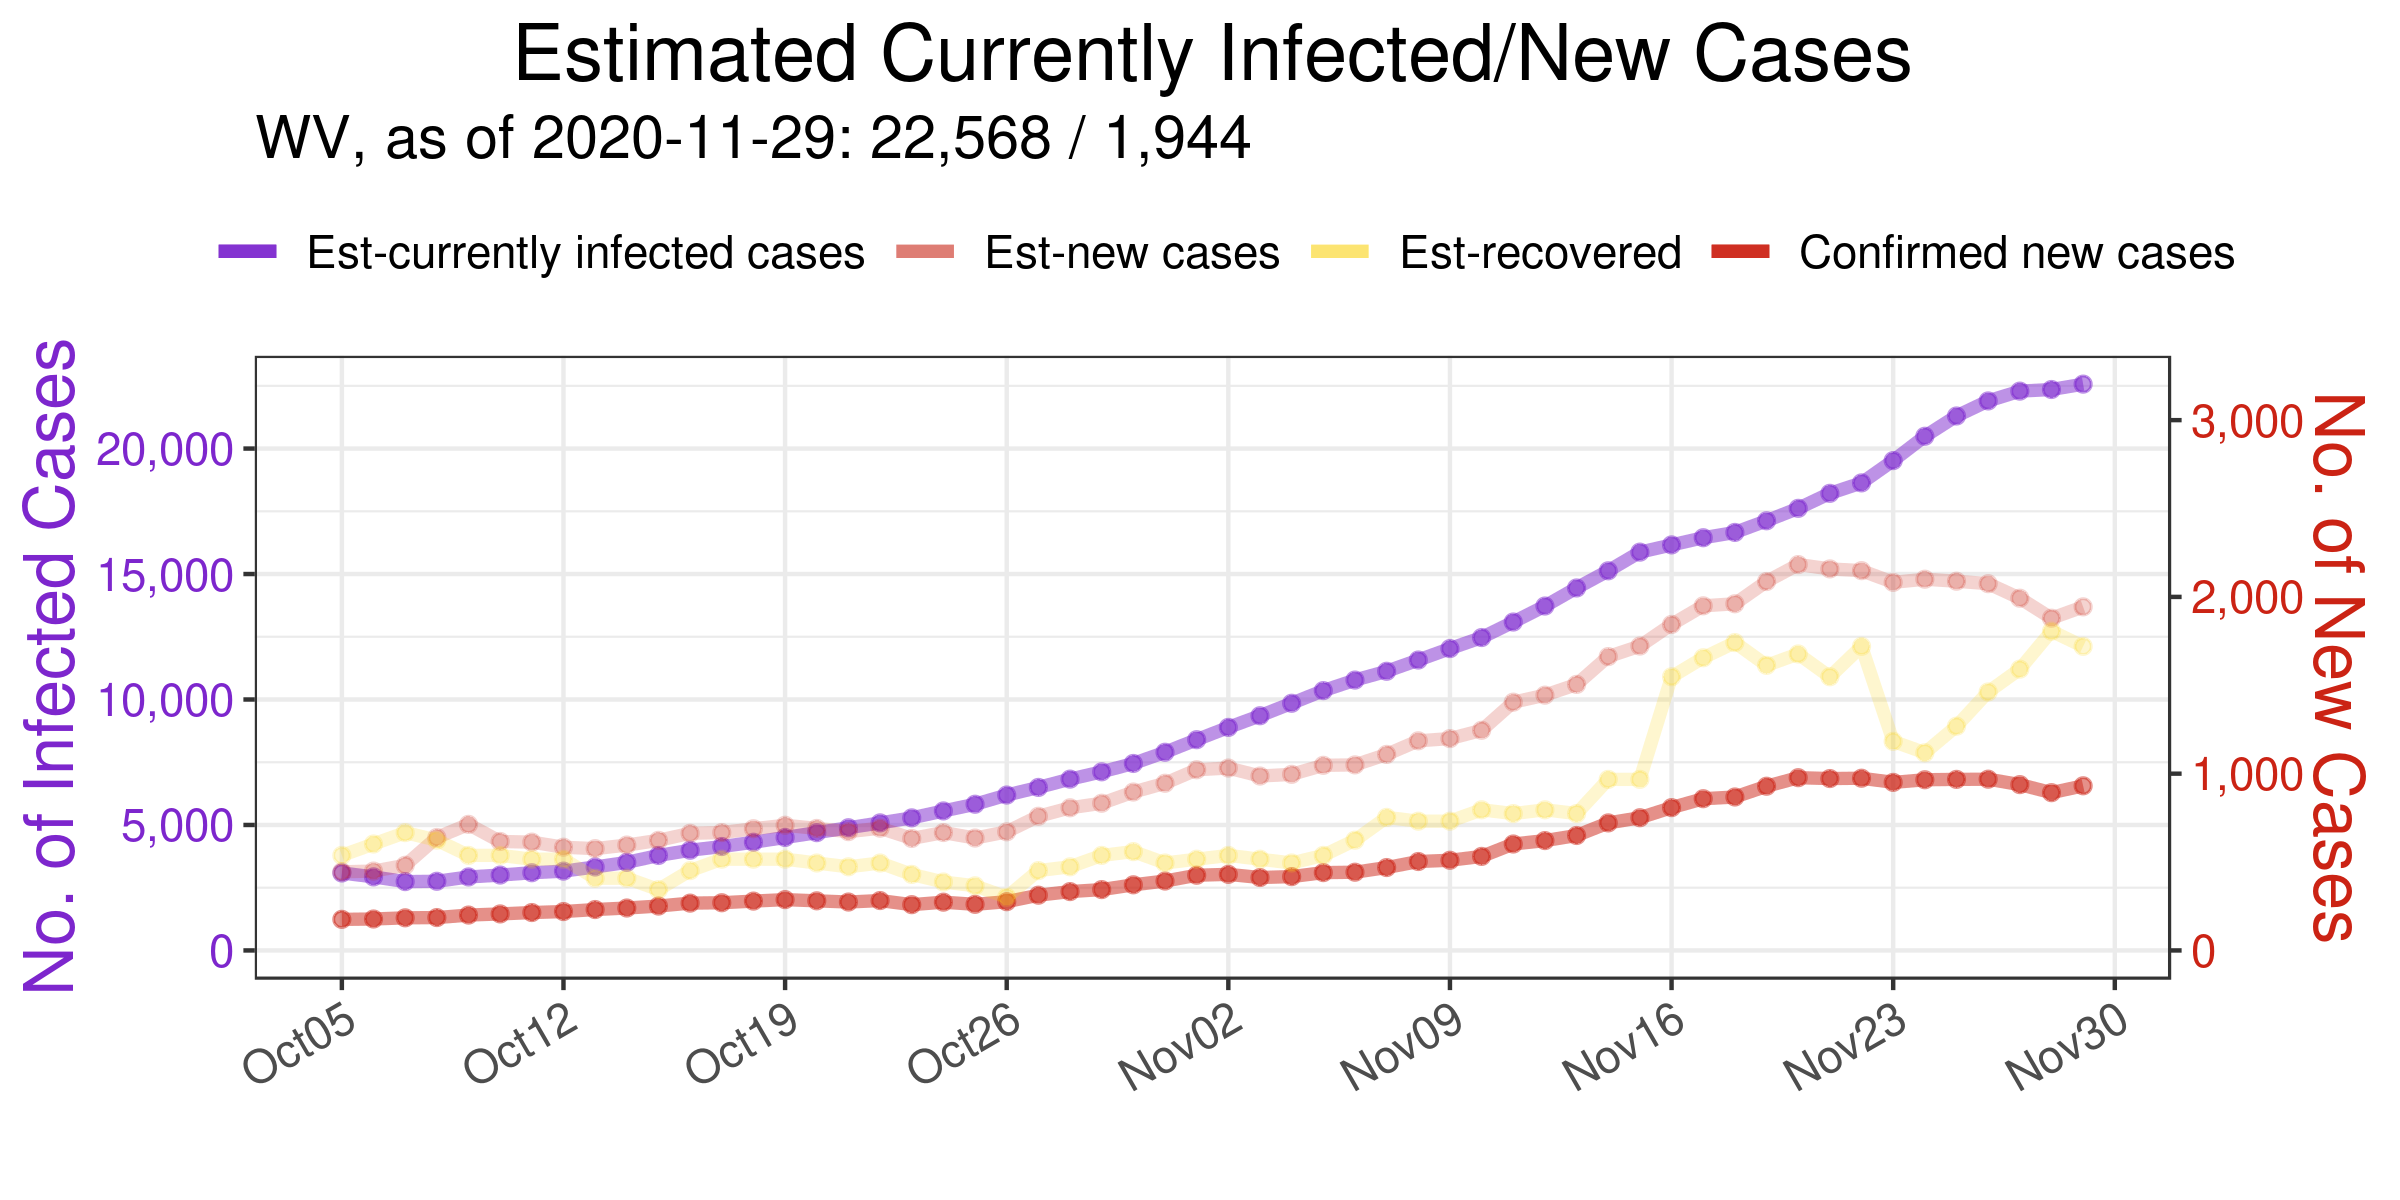 Estimated Currently Infected/New Cases
WV, as of 2020-11-29: 22,568 / 1,944
Est-currently infected cases Est-new cases Est-recovered Confirmed new cases
No. of Infected Cases
20,000
15,000
10,000
5,000
0
3,000
2,000
1,000
0
No. of New Cases
Oct05 Oct12 Oct19 Oct26 Nov02 Nov09 Nov16 Nov23 Nov30